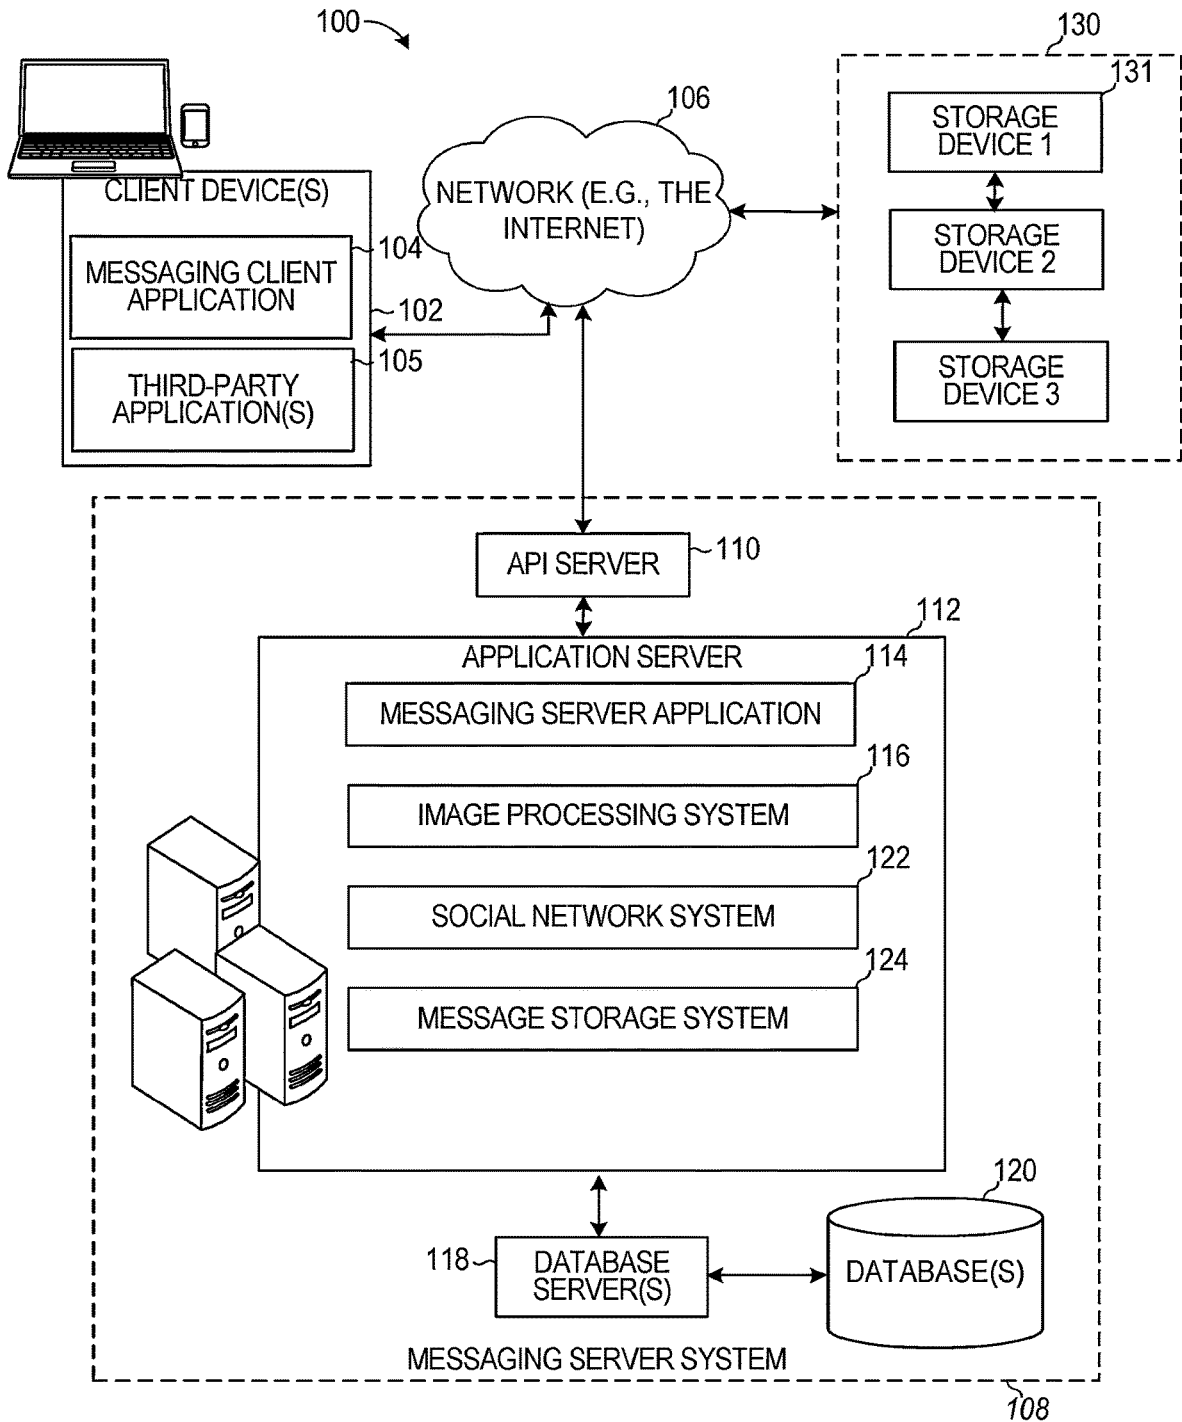 100
130
131
STORAGE
DEVICE 1
106
NETWORK (E.G., THE
INTERNET)
CLIENT DEVICE(S)
104
MESSAGING CLIENT
APPLICATION
102
105
THIRD-PARTY
APPLICATION(S)
STORAGE
DEVICE 2
STORAGE
DEVICE 3
110
API SERVER
112
APPLICATION SERVER
114
MESSAGING SERVER APPLICATION
116
IMAGE PROCESSING SYSTEM
122
SOCIAL NETWORK SYSTEM
124
MESSAGE STORAGE SYSTEM
118
DATABASE
SERVER(S)
120
DATABASE(S)
MESSAGING SERVER SYSTEM
108